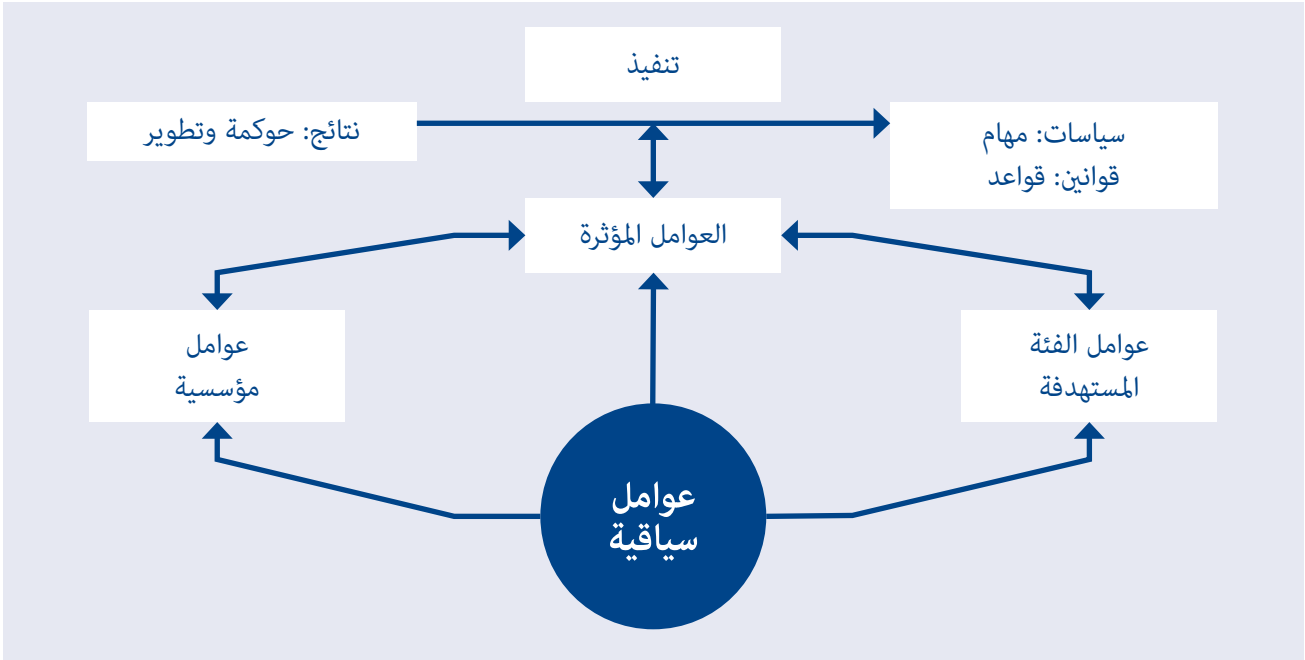 تنفيذ
سياسات: مهام
قوانين: قواعد
نتائج: حوكمة وتطوير
العوامل المؤثرة
عوامل الفئة
المستهدفة
عوامل
مؤسسية
عوامل
سياقية